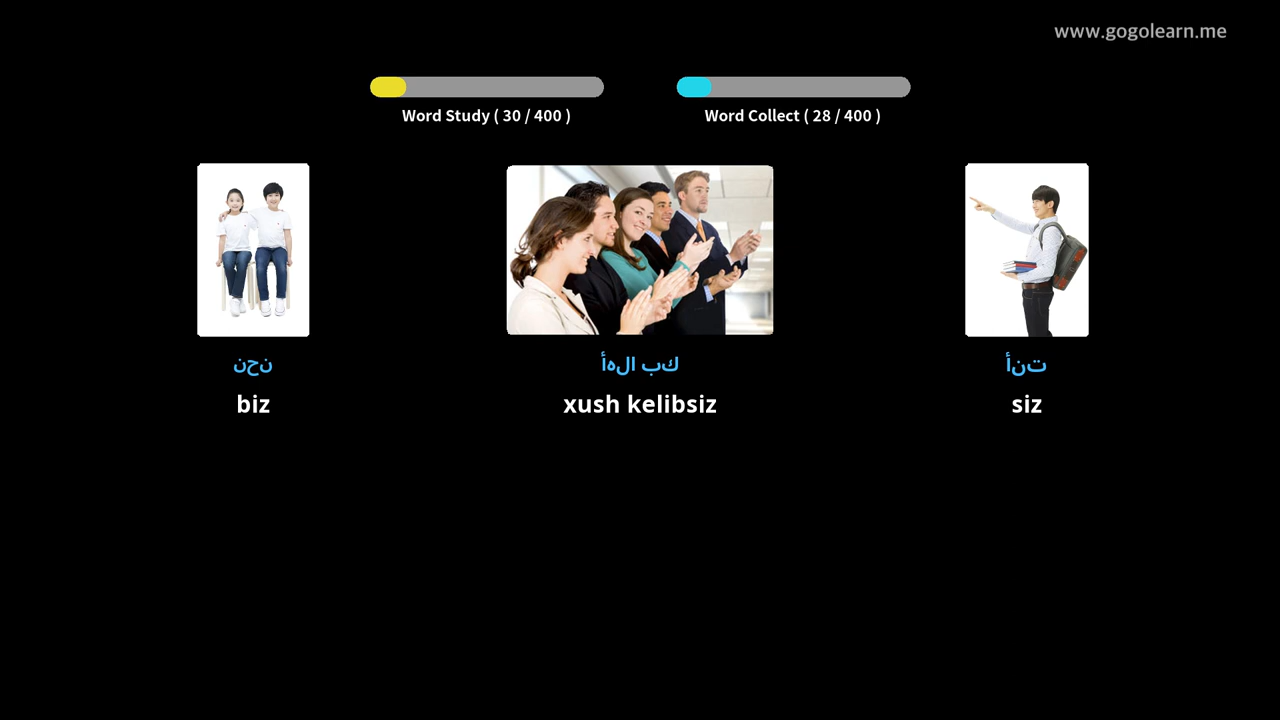 www.gogolearn.me
Word Study ( 30 / 400 )
Word Collect ( 28 / 400 )
نحن
biz
كب الهأ
xush kelibsiz
تنأ
siz